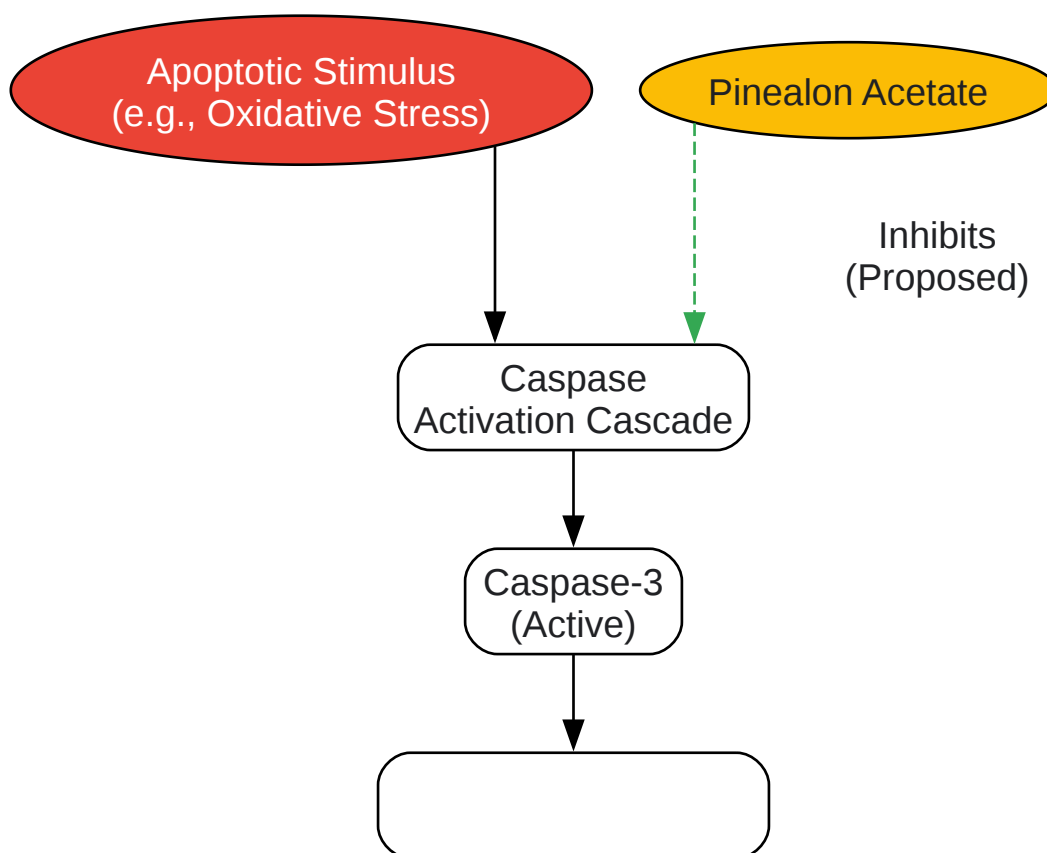 Apoptotic Stimulus
(e.g., Oxidative Stress)
Pinealon Acetate
Inhibits
(Proposed)
Caspase
Activation Cascade
Caspase-3
(Active)